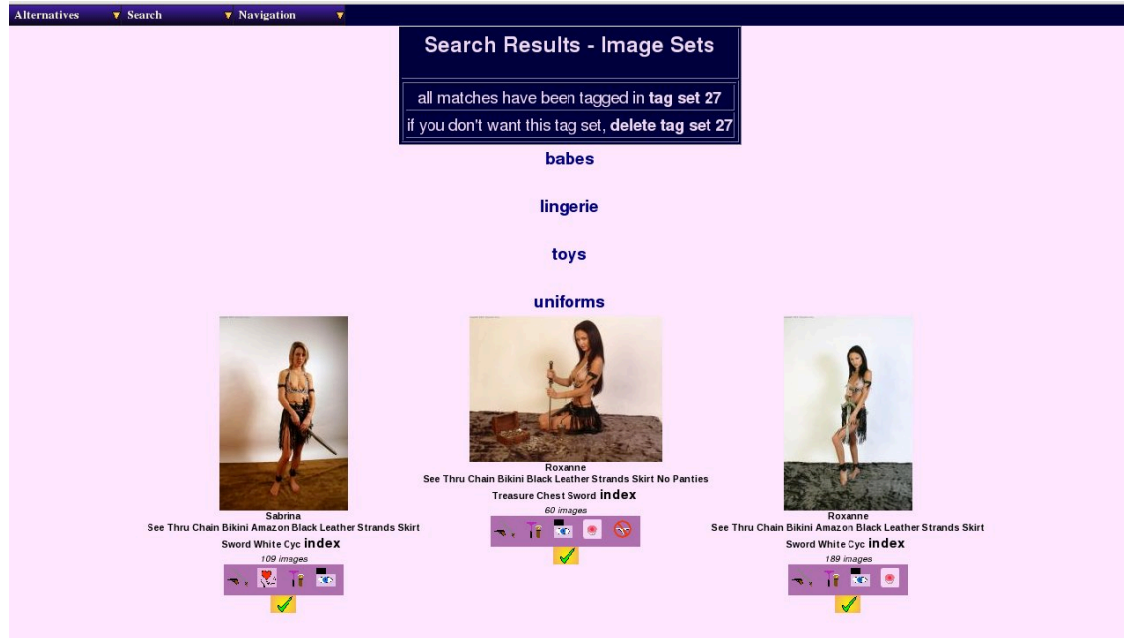 Alternatives Search Navigation
Search Results - Image Sets
all matches have been tagged in tag set 27
if you don't want this tag set, delete tag set 27
babes
lingerie
toys
uniforms
Sabrina
See Thru Chain Bikini Amazon Black Leather Strands Skirt
Sword White Cyc index
109 images
Roxanne
See Thru Chain Bikini Black Leather Strands Skirt No Panties
Treasure Chest Sword index
60 images
Roxanne
See Thru Chain Bikini Amazon Black Leather Strands Skirt
Sword White Cyc index
189 images